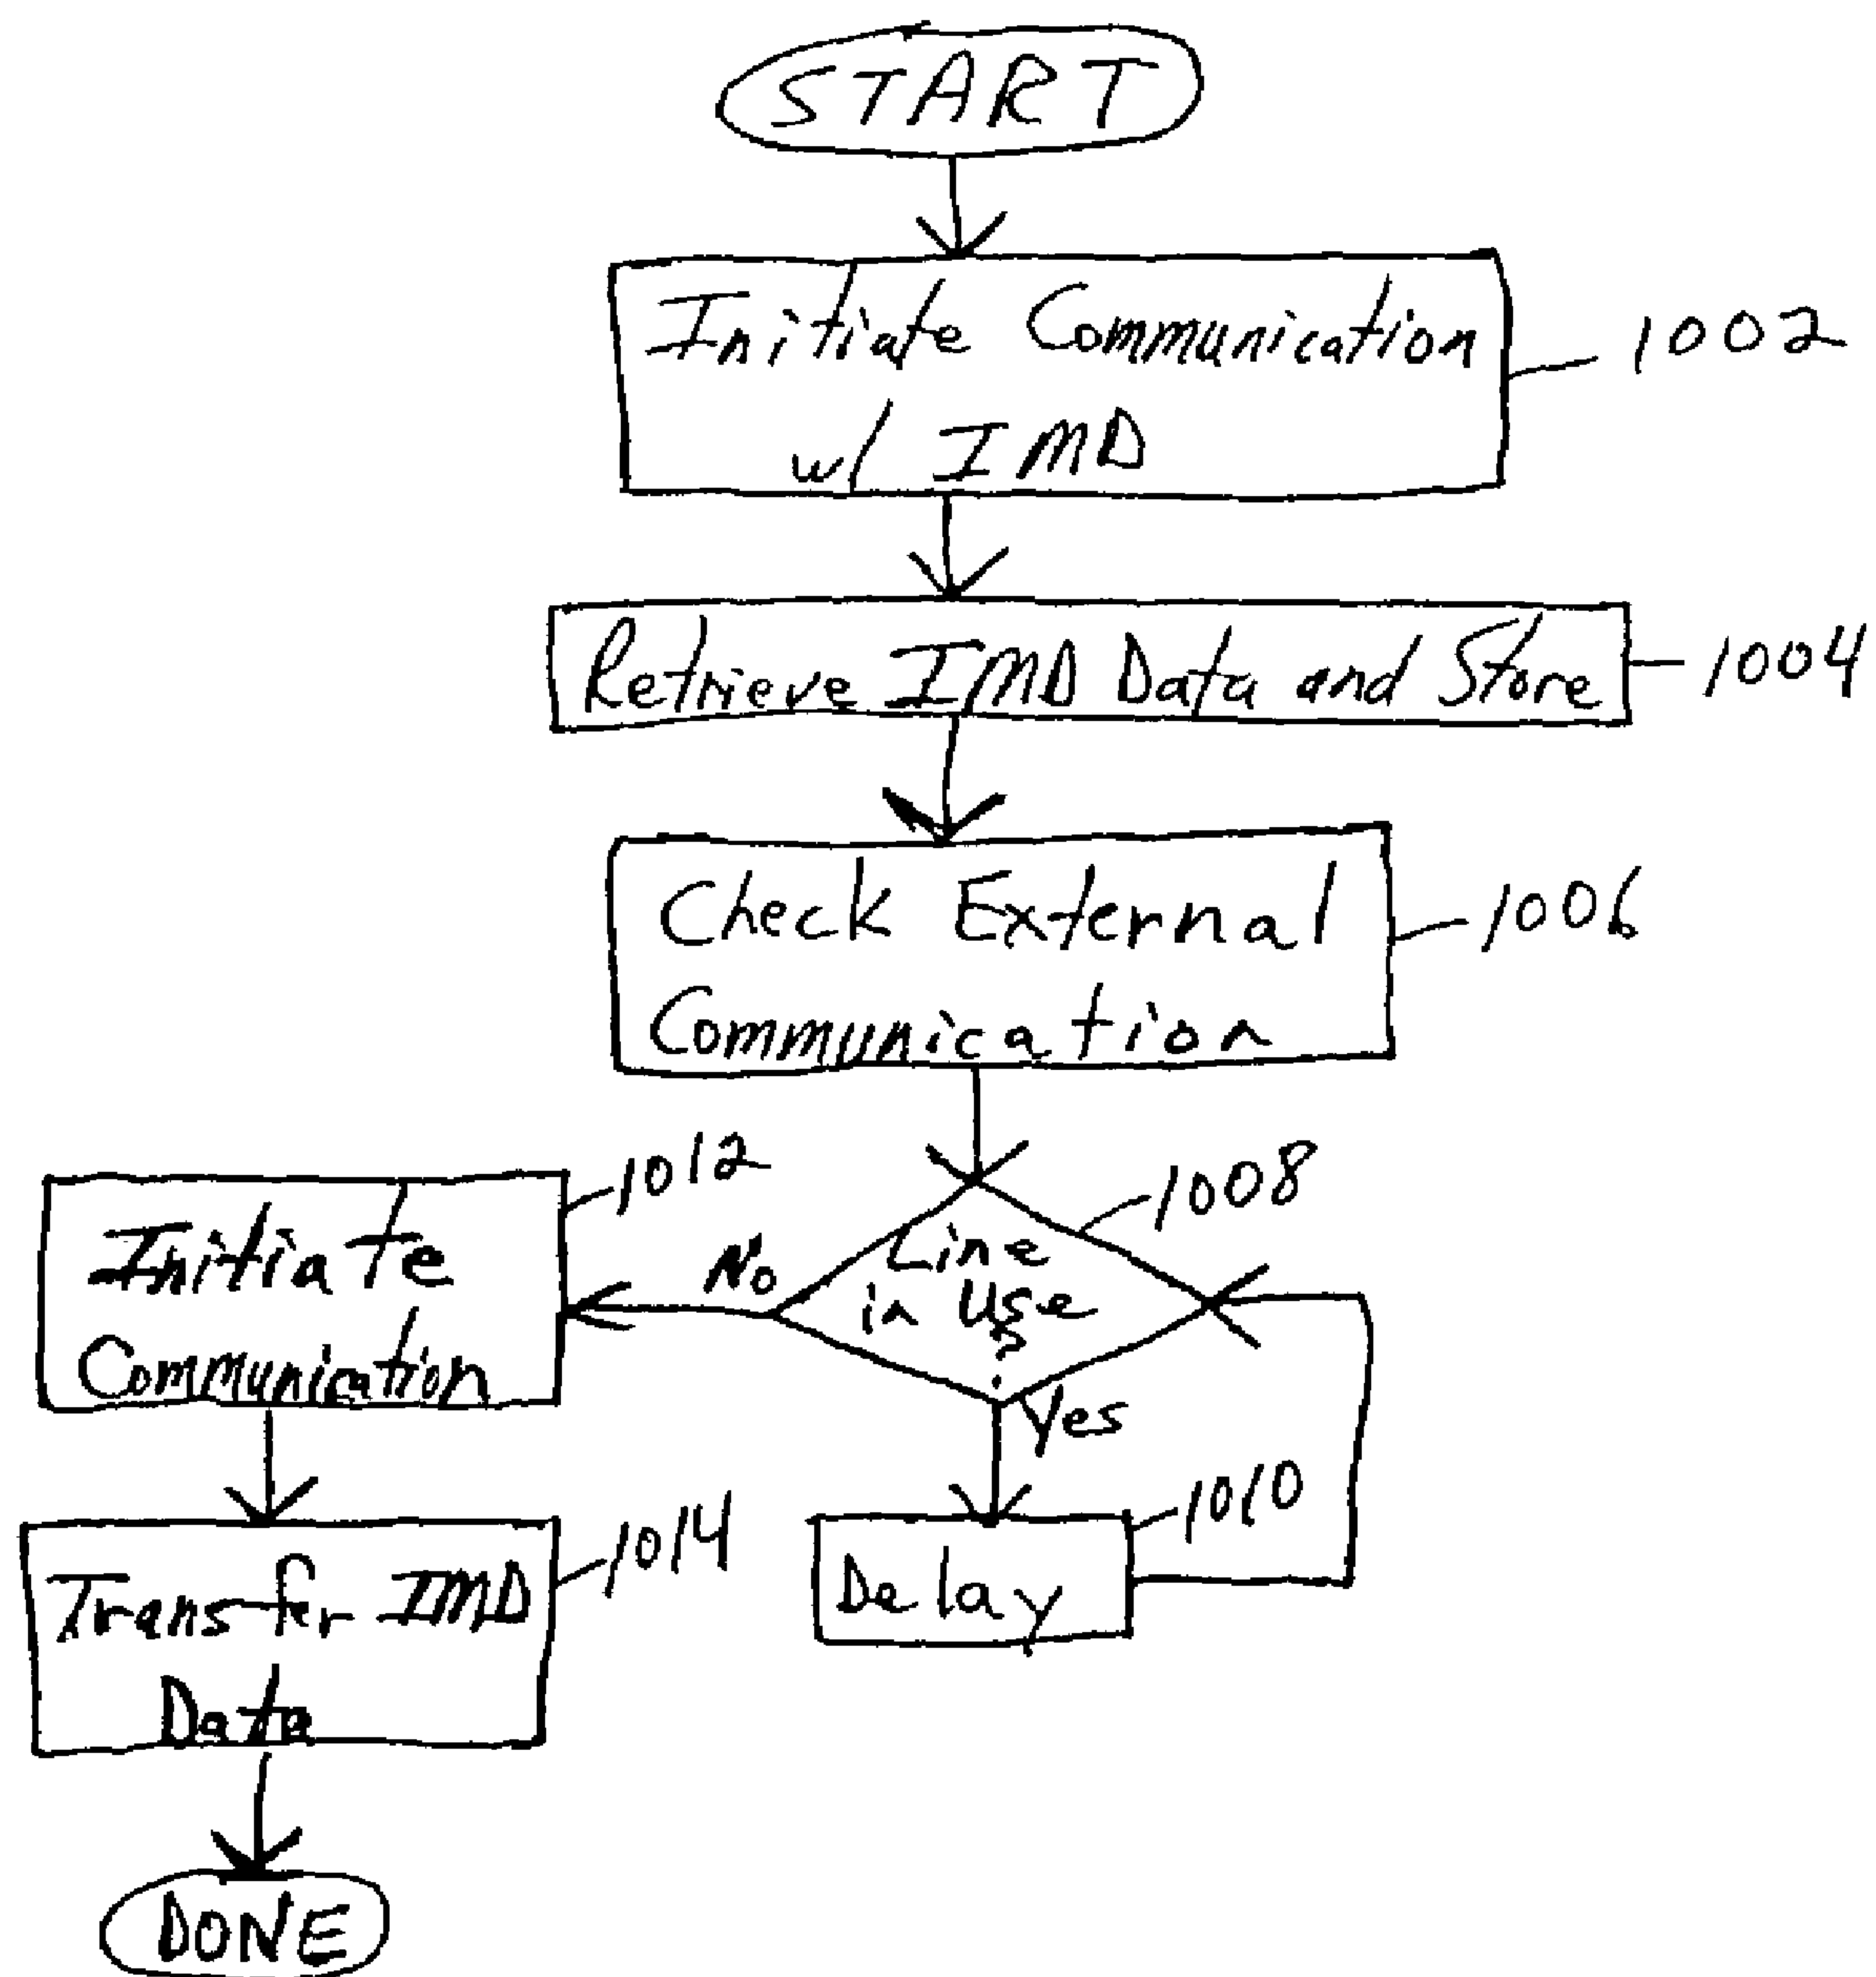 START
Initiate Communication
w/ IMD
1002
Retrieve IMD Data and Store
1004
Check External
Communication
1006
1008
Line
in Use
?
No
Yes
1012
Initiate
Communication
1010
Delay
1014
Transfer IMD
Data
DONE